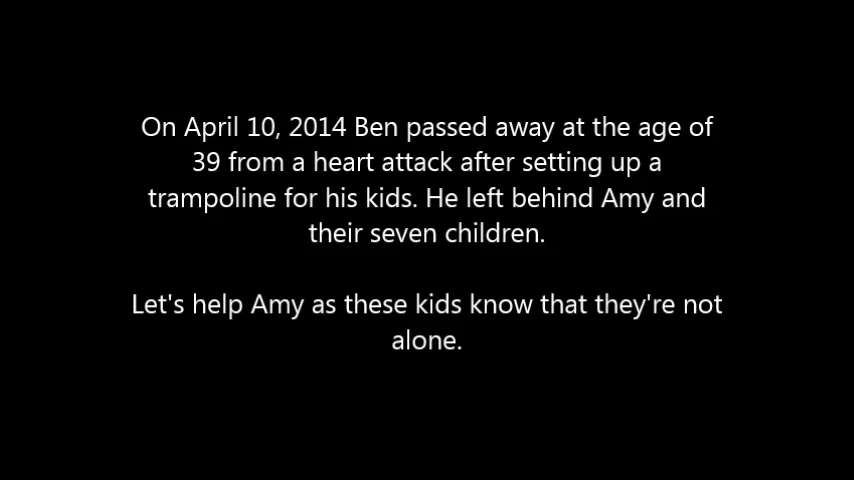 On April 10, 2014 Ben passed away at the age of
39 from a heart attack after setting up a
trampoline for his kids. He left behind Amy and
their seven children.
Let's help Amy as these kids know that they're not
alone.